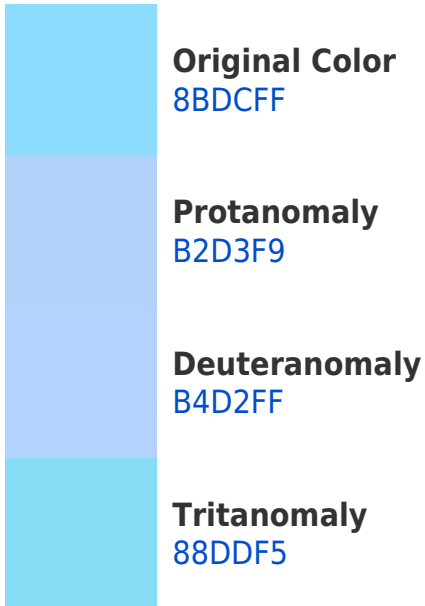 Original Color
8BDCFF
Protanomaly
B2D3F9
Deuteranomaly
B4D2FF
Tritanomaly
88DDF5